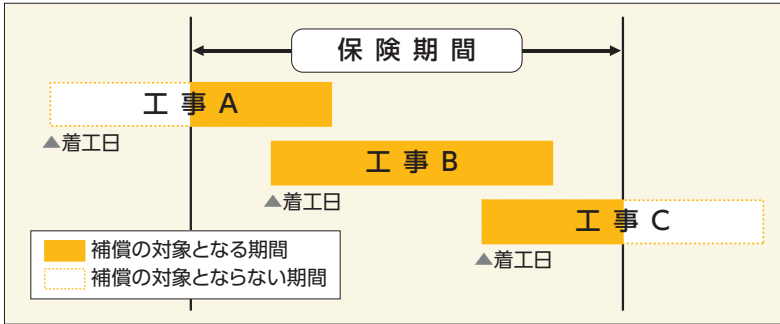 保険期間
工事A
▲着工日
工事B
▲着工日
工事C
▲着工日
補償の対象となる期間
補償の対象とならない期間